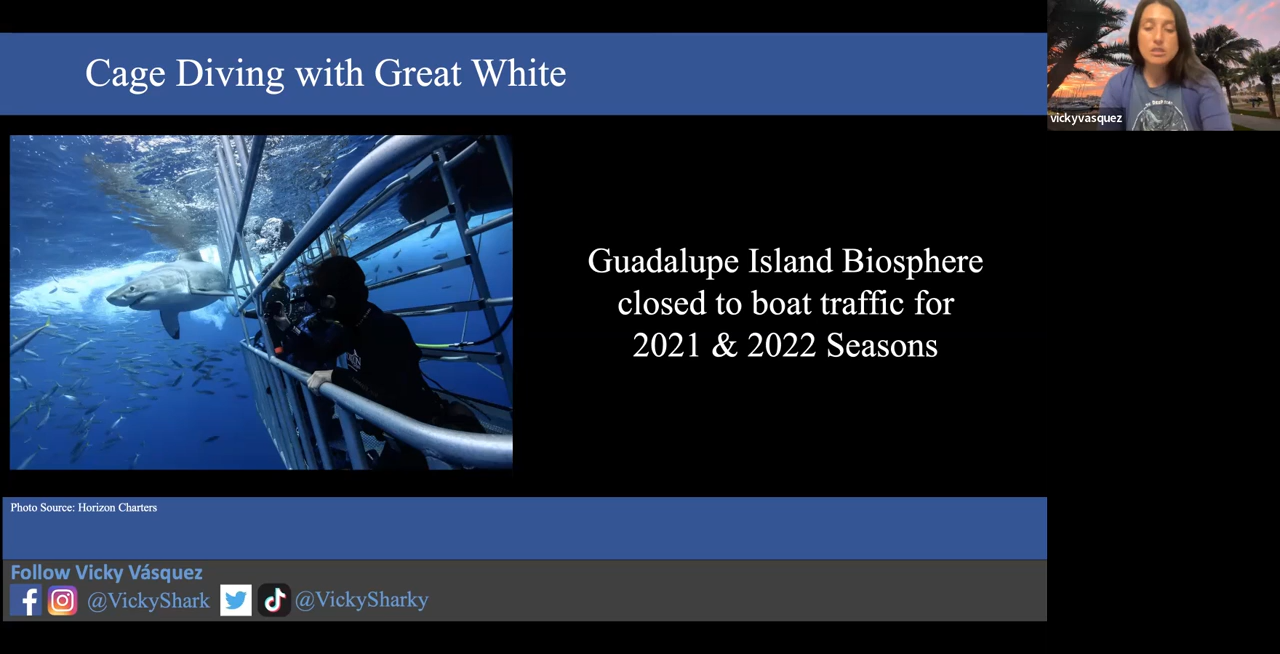 Cage Diving with Great White
vickyvasquez
Guadalupe Island Biosphere
closed to boat traffic for
2021 & 2022 Seasons
Photo Source: Horizon Charters
Follow Vicky Vásquez
@VickyShark @VickySharky